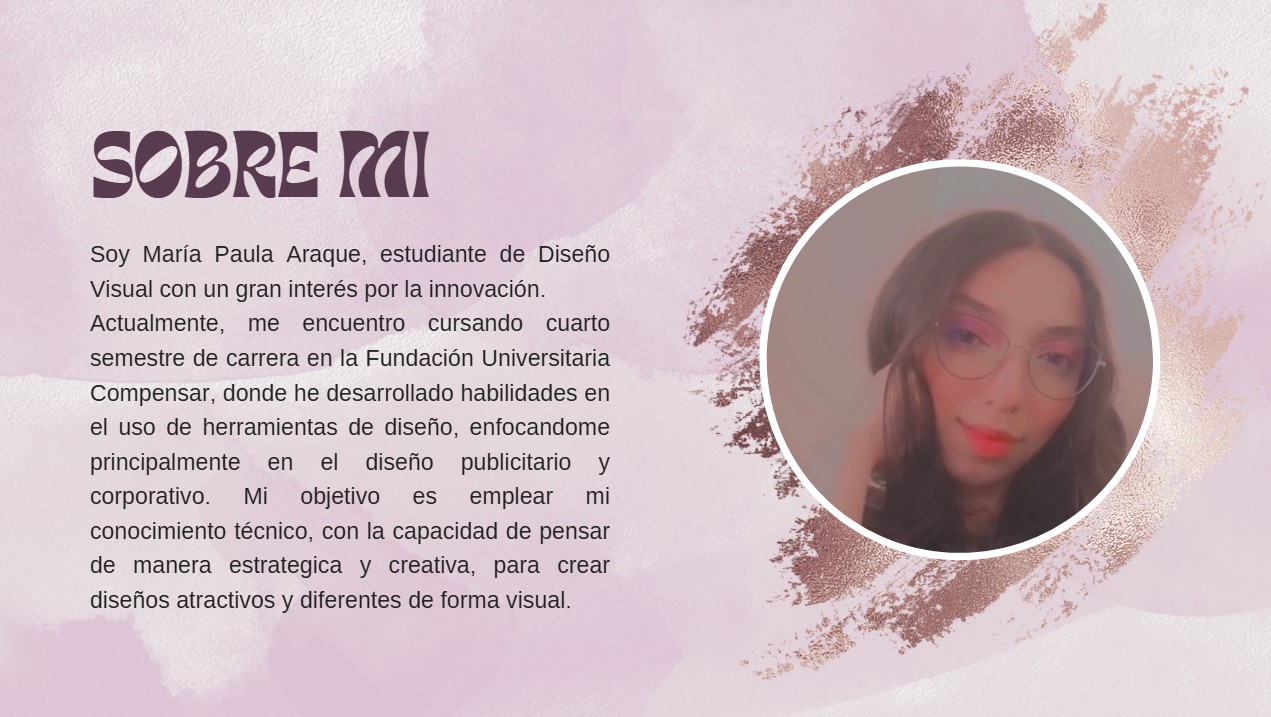 SOBRE MI
Soy María Paula Araque, estudiante de Diseño
Visual con un gran interés por la innovación.
Actualmente, me encuentro cursando cuarto
semestre de carrera en la Fundación Universitaria
Compensar, donde he desarrollado habilidades en
el uso de herramientas de diseño, enfocandome
principalmente en el diseño publicitario y
corporativo. Mi objetivo es emplear mi
conocimiento técnico, con la capacidad de pensar
de manera estrategica y creativa, para crear
diseños atractivos y diferentes de forma visual.